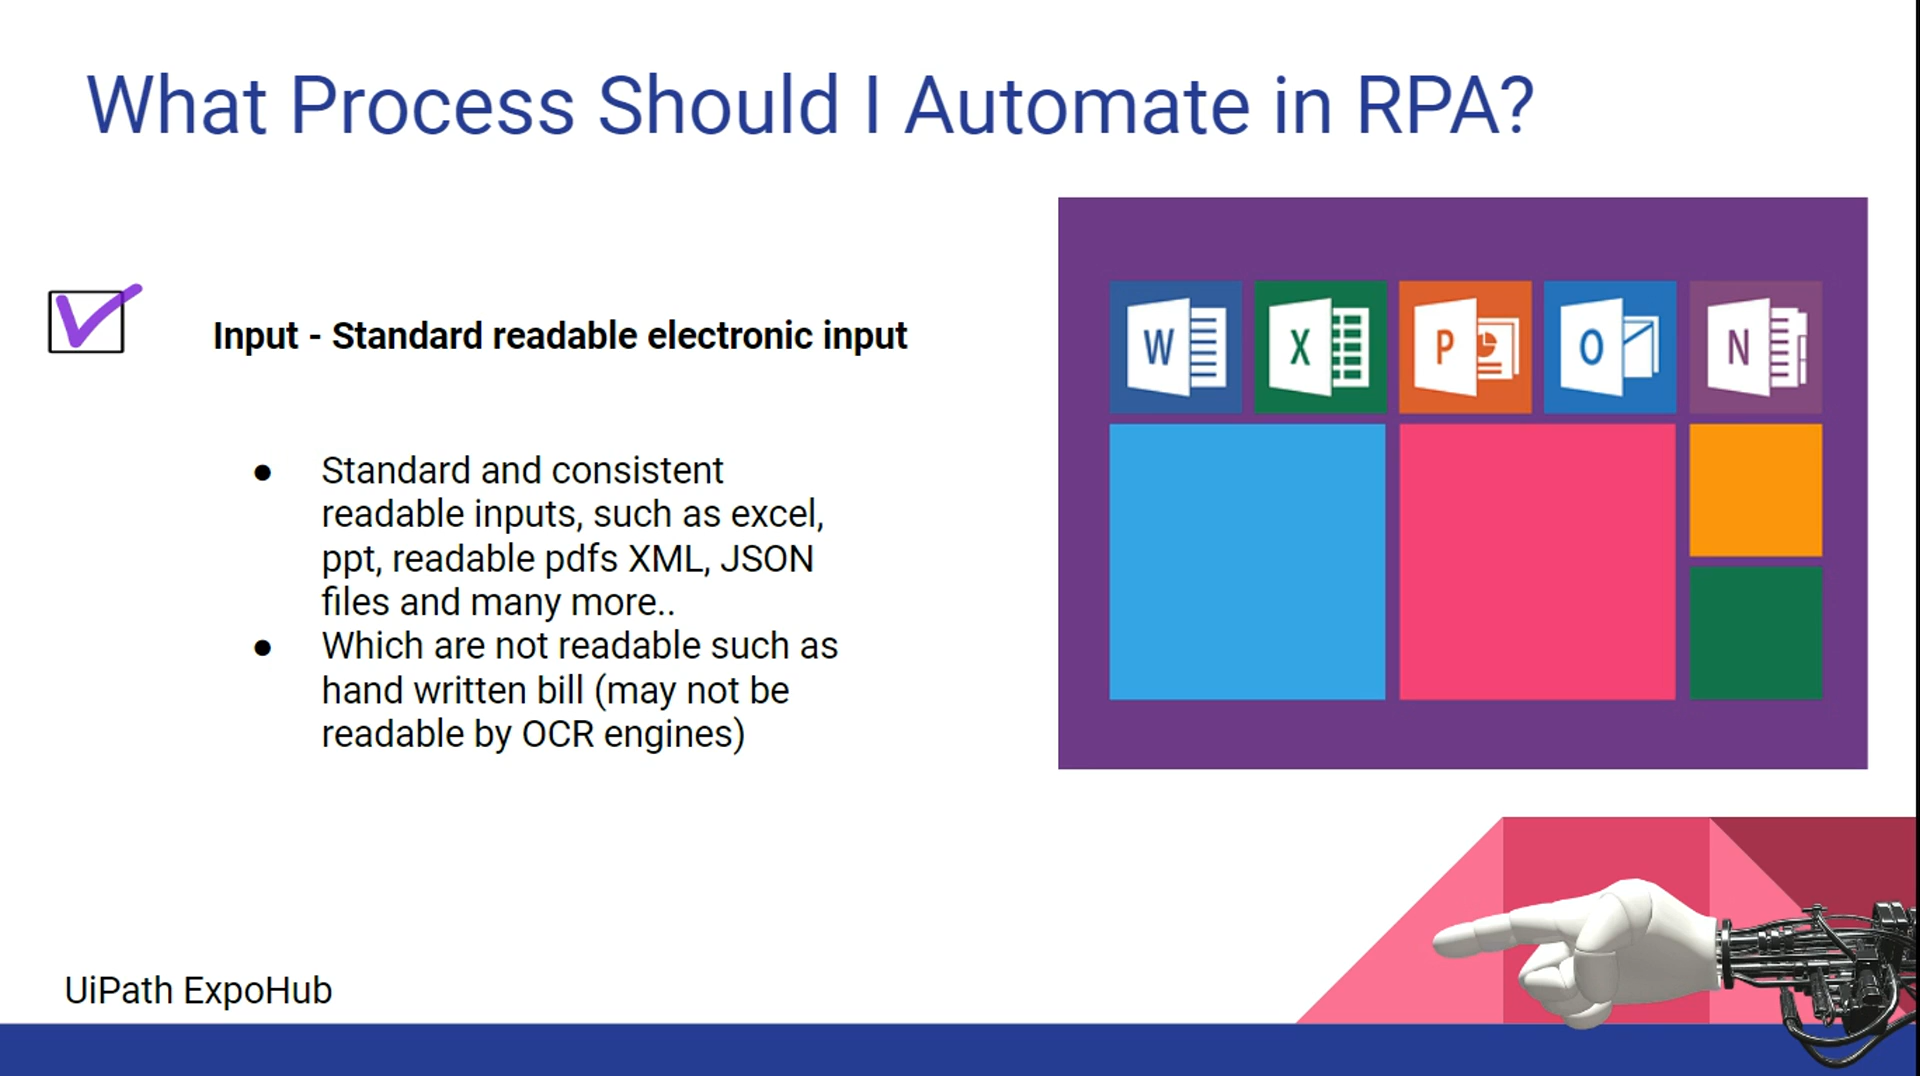 What Process Should I Automate in RPA?
Input - Standard readable electronic input
● Standard and consistent
readable inputs, such as excel,
ppt, readable pdfs XML, JSON
files and many more..
● Which are not readable such as
hand written bill (may not be
readable by OCR engines)
W X P O N
UiPath ExpoHub